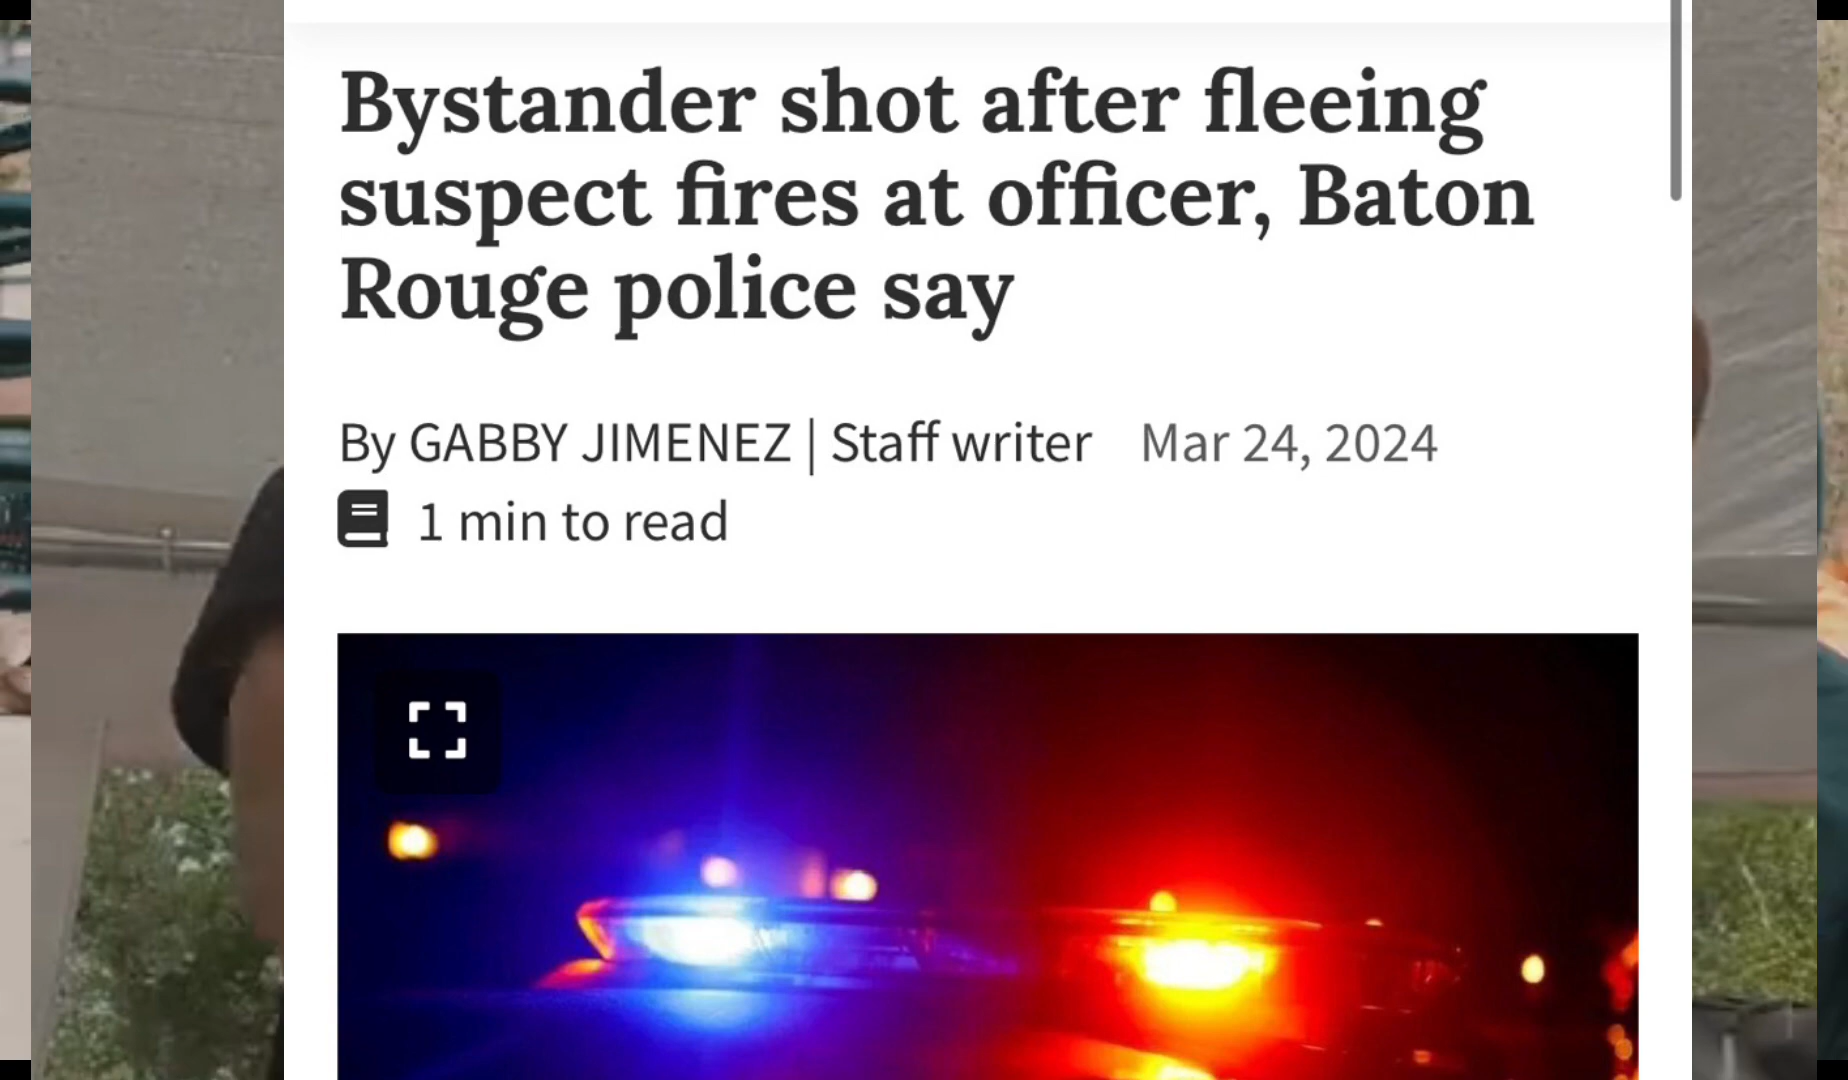 Bystander shot after fleeing
suspect fires at officer, Baton
Rouge police say
By GABBY JIMENEZ | Staff writer Mar 24, 2024
1 min to read